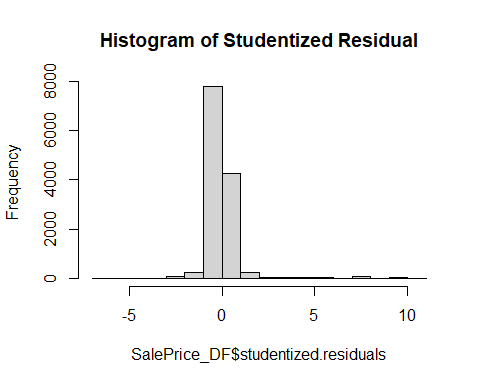 Histogram of Studentized Residual
Frequency
8000
6000
4000
2000
0
-5 0 5 10
SalePrice_DF$studentized.residuals